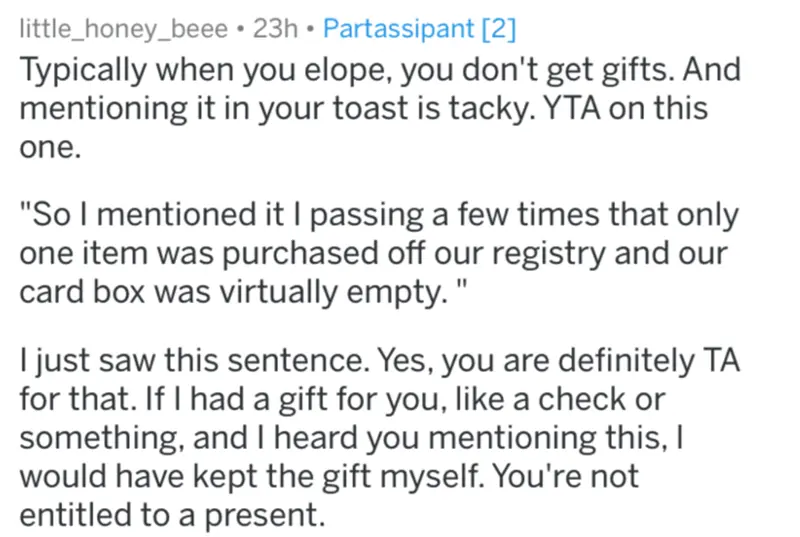 little_honey_beee • 23h • Partassipant [2]
Typically when you elope, you don't get gifts. And
mentioning it in your toast is tacky. YTA on this
one.
"So I mentioned it I passing a few times that only
one item was purchased off our registry and our
card box was virtually empty. "
I just saw this sentence. Yes, you are definitely TA
for that. If I had a gift for you, like a check or
something, and I heard you mentioning this, I
would have kept the gift myself. You're not
entitled to a present.